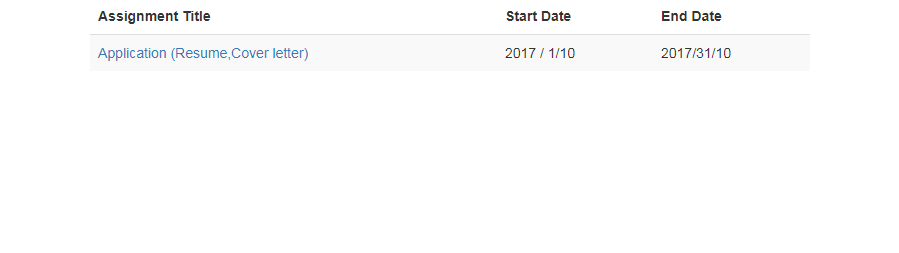 Assignment Title Start Date End Date
Application (Resume,Cover letter) 2017 / 1/10 2017/31/10